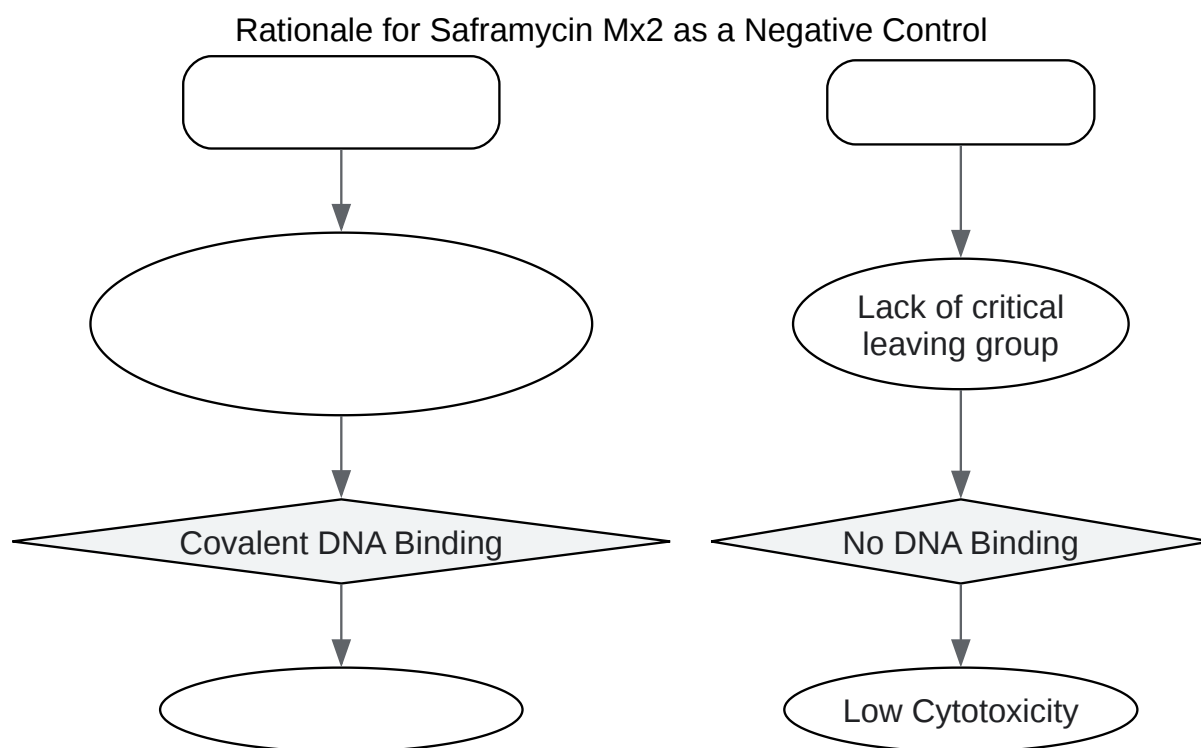 Rationale for Saframycin Mx2 as a Negative Control
Lack of critical
leaving group
Covalent DNA Binding
No DNA Binding
Low Cytotoxicity